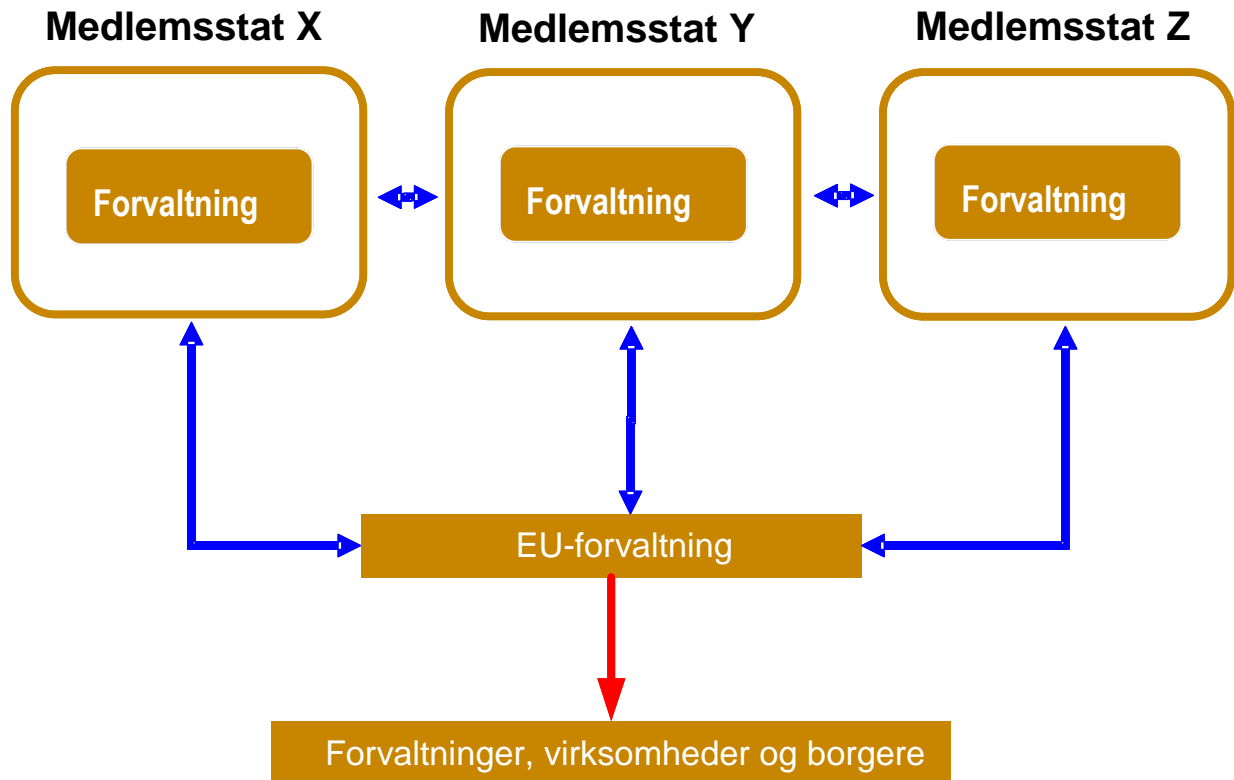 Medlemsstat X
Medlemsstat Y
Medlemsstat Z
Forvaltning
Forvaltning
Forvaltning
EU-forvaltning
Forvaltninger, virksomheder og borgere